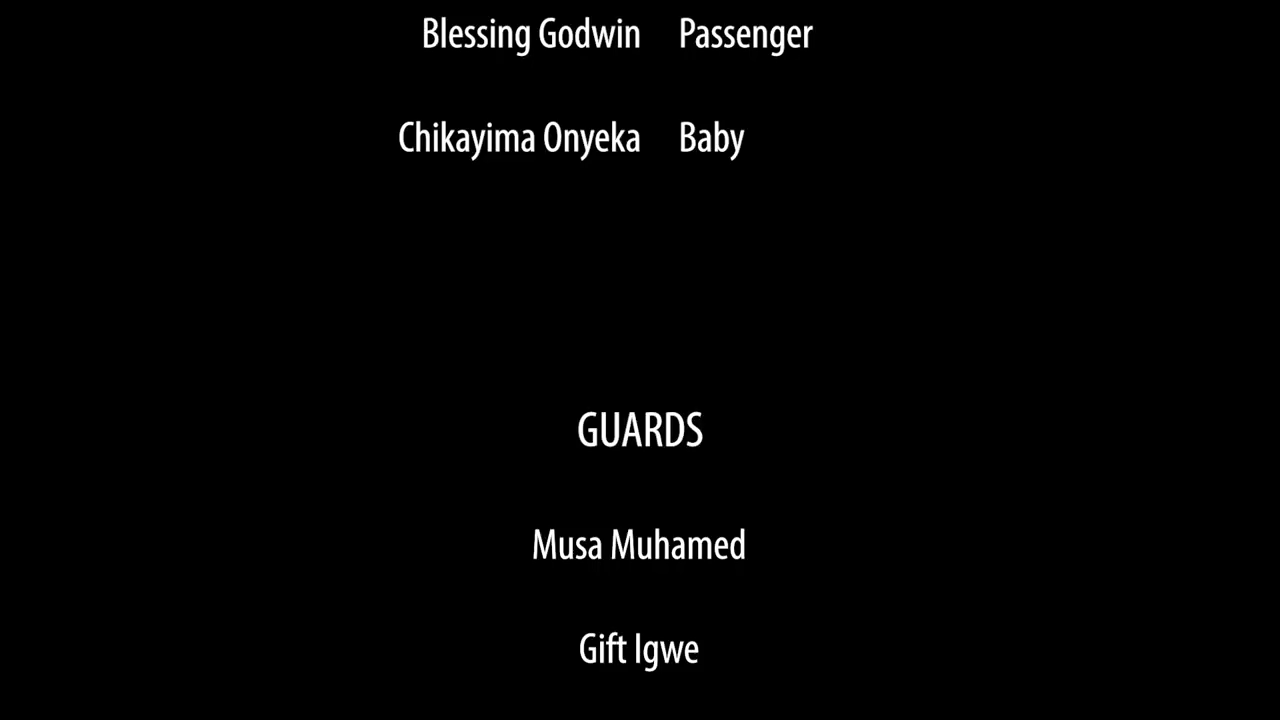 Blessing Godwin Passenger
Chikayima Onyeka Baby
GUARDS
Musa Muhamed
Gift Igwe